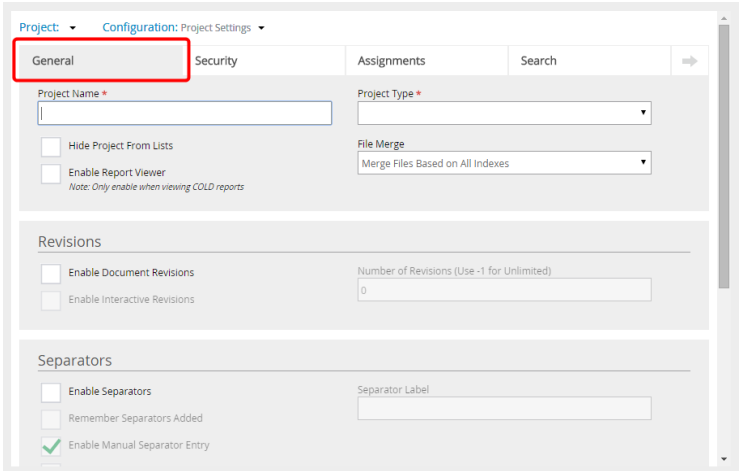 Project: Configuration: Project Settings
General Security Assignments Search
Project Name * Project Type *
Hide Project From Lists File Merge
Merge Files Based on All Indexes
Enable Report Viewer
Note: Only enable when viewing COLD reports
Revisions
Enable Document Revisions Number of Revisions (Use -1 for Unlimited)
0
Enable Interactive Revisions
Separators
Enable Separators Separator Label
Remember Separators Added
Enable Manual Separator Entry